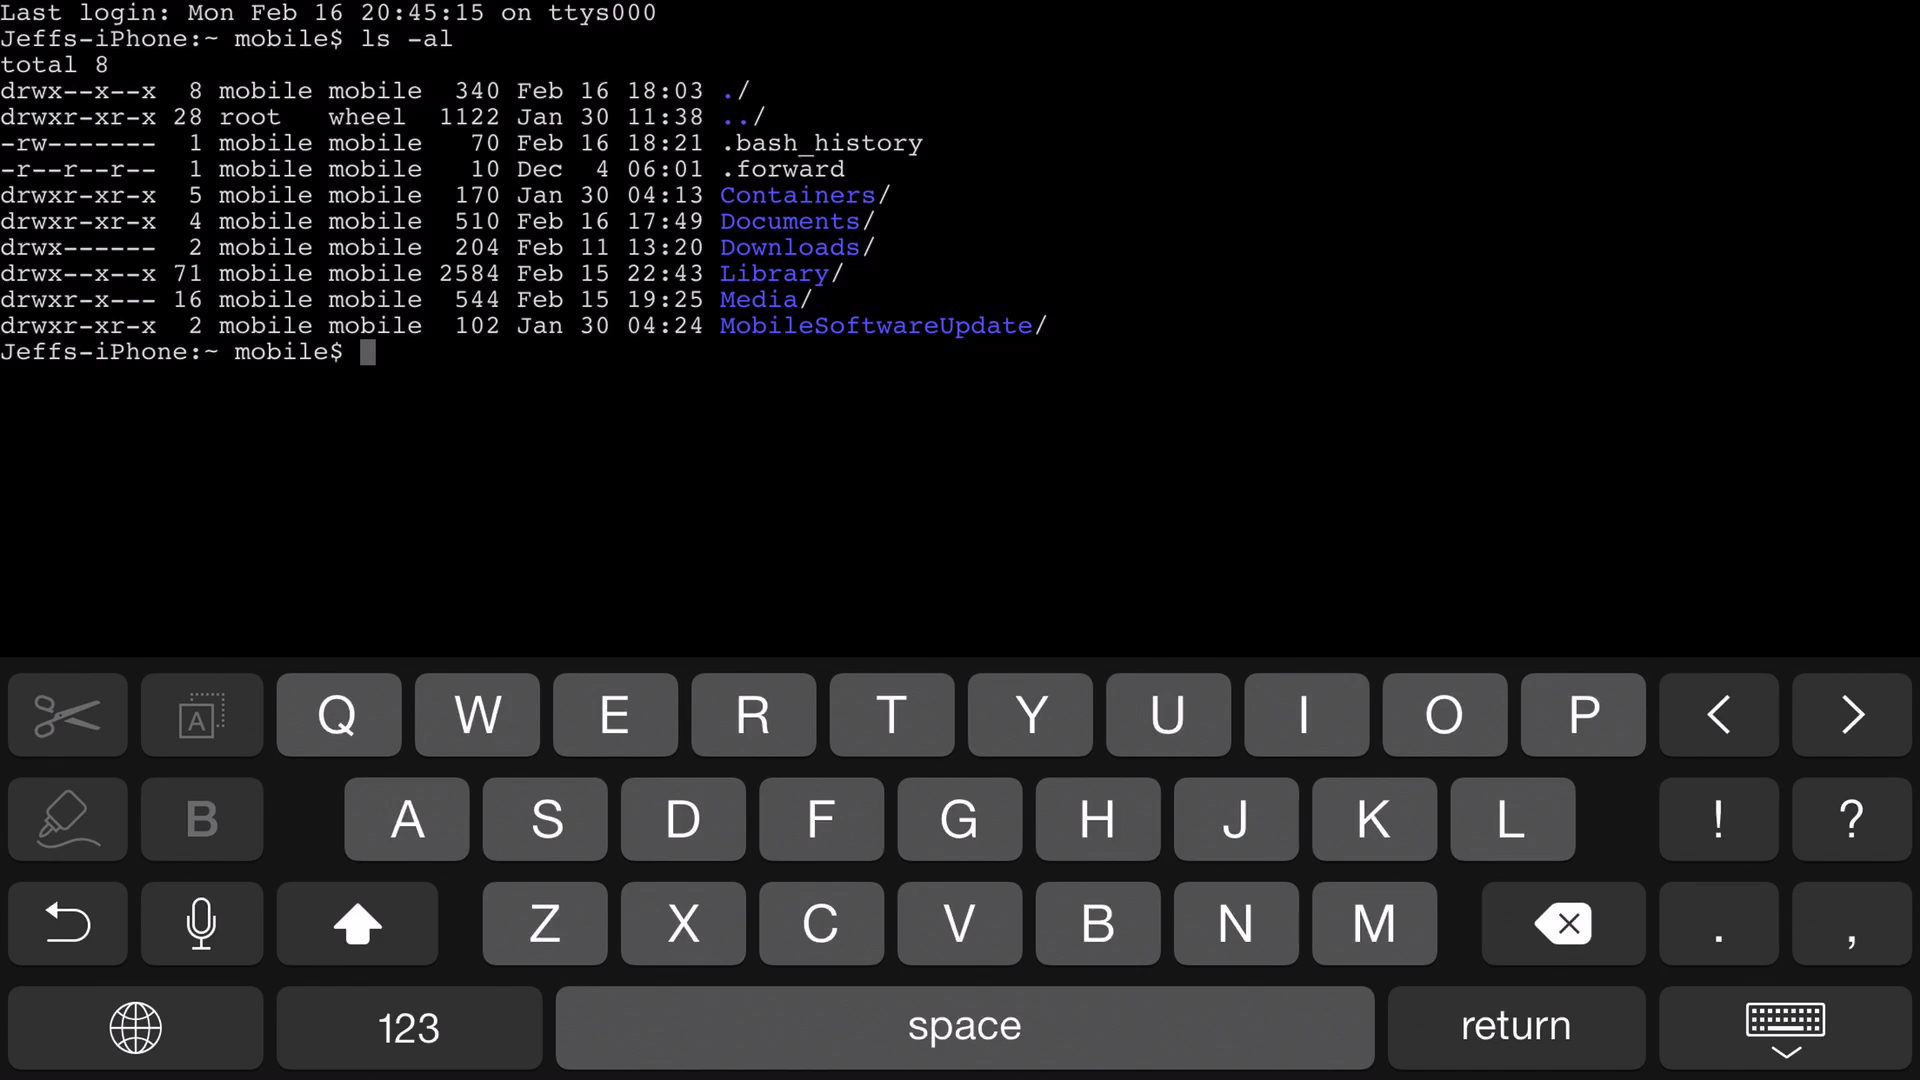 Last login: Mon Feb 16 20:45:15 on ttys000
Jeffs-iPhone:~ mobile$ ls -al
total 8
drwx--x--x  8 mobile mobile  340 Feb 16 18:03 ./
drwxr-xr-x 28 root   wheel  1122 Jan 30 11:38 ../
-rw-------  1 mobile mobile   70 Feb 16 18:21 .bash_history
-r--r--r--  1 mobile mobile   10 Dec  4 06:01 .forward
drwxr-xr-x  5 mobile mobile  170 Jan 30 04:13 Containers/
drwxr-xr-x  4 mobile mobile  510 Feb 16 17:49 Documents/
drwx------  2 mobile mobile  204 Feb 11 13:20 Downloads/
drwx--x--x 71 mobile mobile 2584 Feb 15 22:43 Library/
drwxr-x--- 16 mobile mobile  544 Feb 15 19:25 Media/
drwxr-xr-x  2 mobile mobile  102 Jan 30 04:24 MobileSoftwareUpdate/
Jeffs-iPhone:~ mobile$
A Q W E R T Y U I O P < >
B A S D F G H J K L ! ?
Z X C V B N M . ,
123 space return